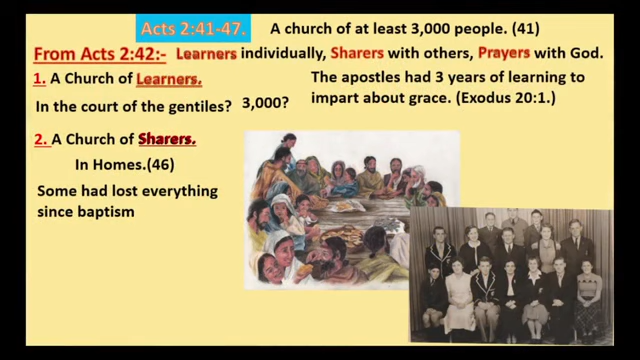 Acts 2:41-47. A church of at least 3,000 people. (41)
From Acts 2:42:- Learners individually, Sharers with others, Prayers with God.
1. A Church of Learners.
In the court of the gentiles? 3,000?
The apostles had 3 years of learning to
impart about grace. (Exodus 20:1.)
2. A Church of Sharers.
In Homes.(46)
Some had lost everything
since baptism